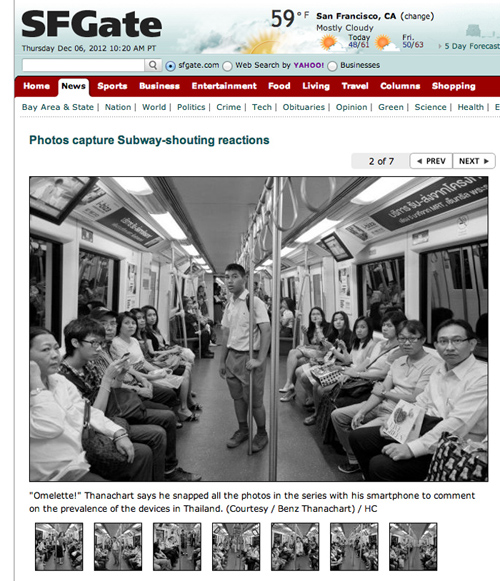 SFGate
59° F San Francisco, CA (change)
Mostly Cloudy
Today
48/61
Fri.
50/63
› 5 Day Forecast
Thursday Dec 06, 2012 10:20 AM PT
sfgate.com Web Search by YAHOO! Businesses
Home News Sports Business Entertainment Food Living Travel Columns Shopping
Bay Area & State | Nation | World | Politics | Crime | Tech | Obituaries | Opinion | Green | Science | Health | E
Photos capture Subway-shouting reactions
2 of 7 ◄ PREV NEXT ►
"Omelette!" Thanachart says he snapped all the photos in the series with his smartphone to comment
on the prevalence of the devices in Thailand. (Courtesy / Benz Thanachart) / HC